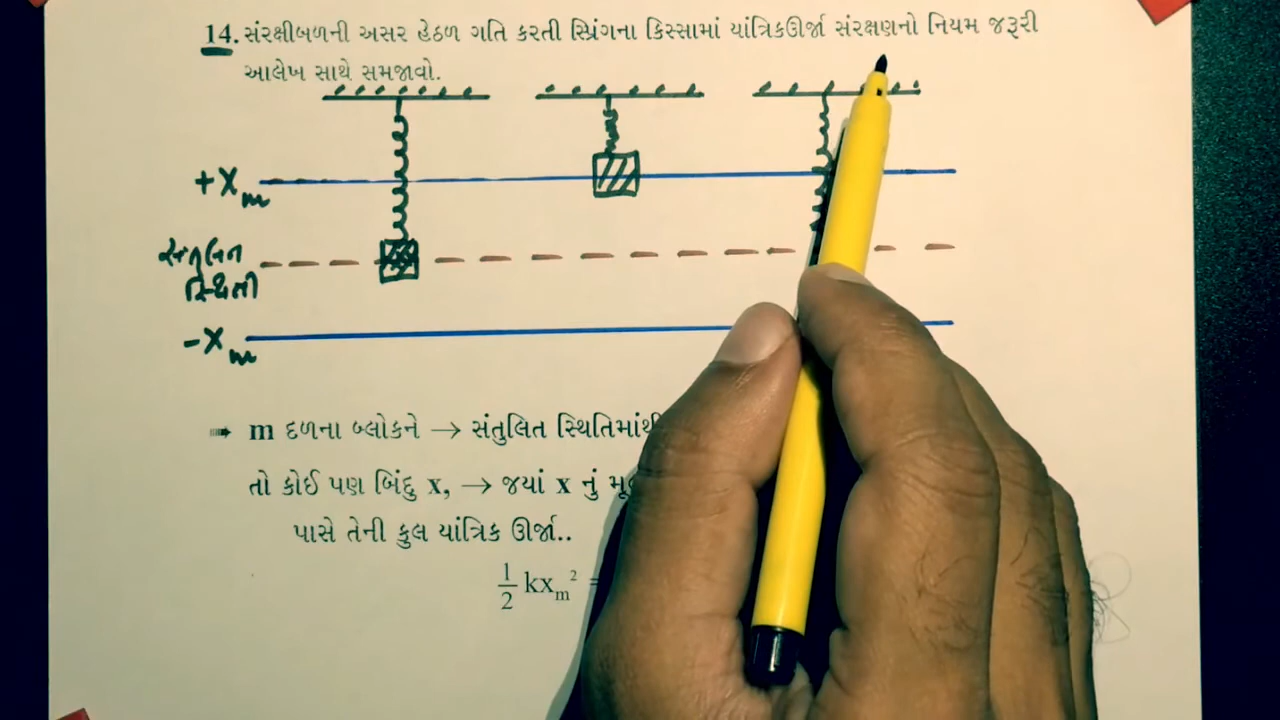 14. સંરક્ષીબળની અસર હેઠળ ગતિ કરતી સ્પ્રિંગના કિસ્સામાં યાંત્રિકઊર્જા સંરક્ષણનો નિયમ જરૂરી
આલેખ સાથે સમજાવો.
+Xm
સ્થિતી
-Xm
➠ m દળના બ્લોકને → સંતુલિત સ્થિતિમાંથી
તો કોઈ પણ બિંદુ x, → જયાં x નું
પાસે તેની કુલ યાંત્રિક ઊર્જા..
½ kxm² =